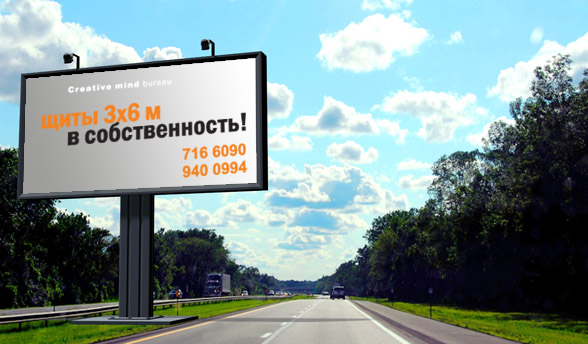 Creative mind bureau
щиты 3х6 м
в собственность!
716 6090
940 0994